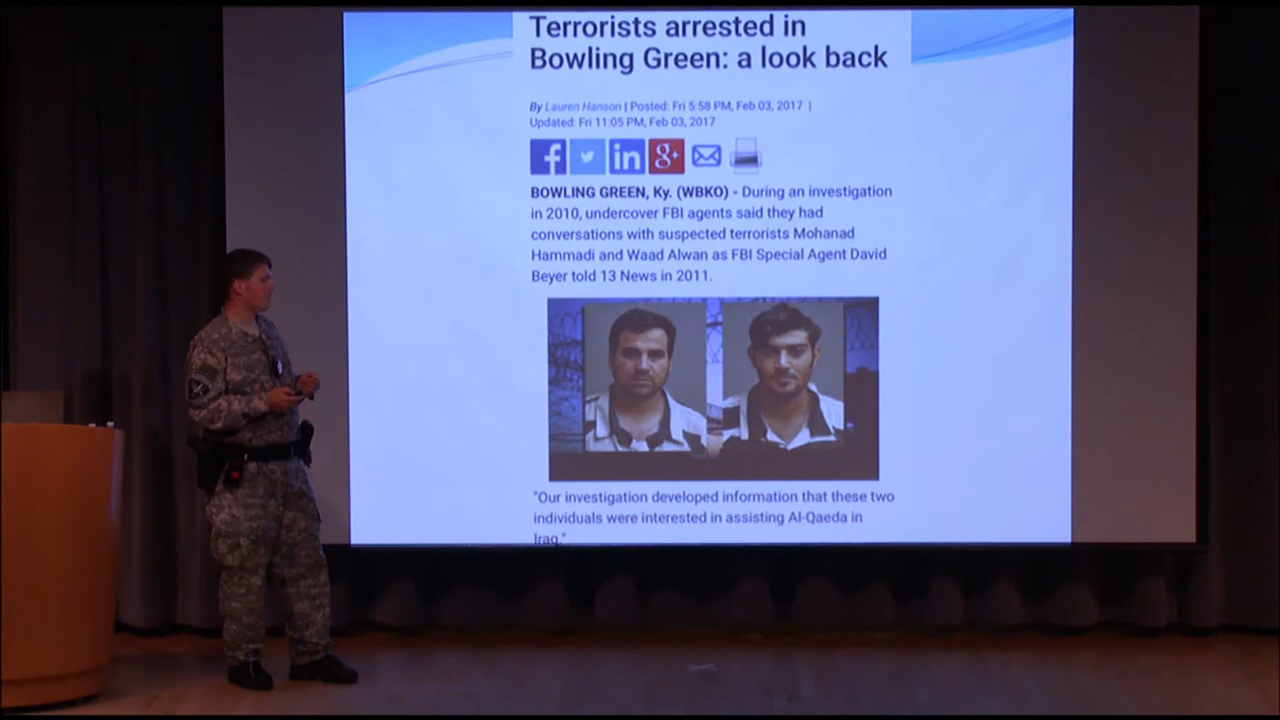 Terrorists arrested in
Bowling Green: a look back
By Lauren Hanson | Posted: Fri 5:58 PM, Feb 03, 2017 |
Updated: Fri 11:05 PM, Feb 03, 2017
f in g+
BOWLING GREEN, Ky. (WBKO) - During an investigation
in 2010, undercover FBI agents said they had
conversations with suspected terrorists Mohanad
Hammadi and Waad Alwan as FBI Special Agent David
Beyer told 13 News in 2011.
"Our investigation developed information that these two
individuals were interested in assisting Al-Qaeda in
Iraq."